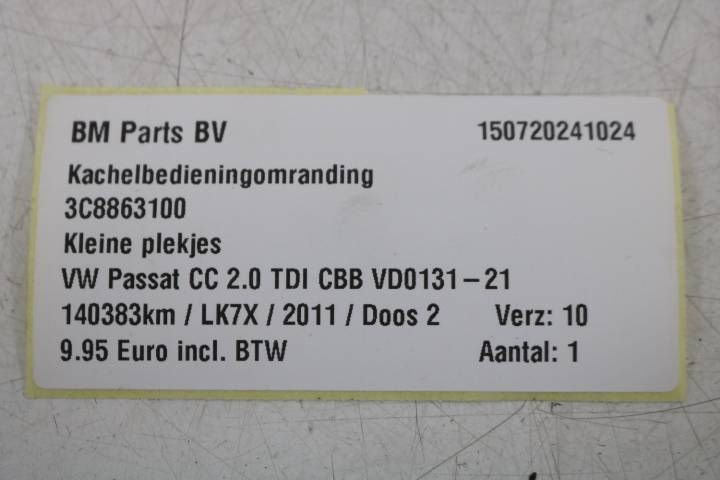 BM Parts BV 150720241024
Kachelbedieningomranding
3C8863100
Kleine plekjes
VW Passat CC 2.0 TDI CBB VD0131-21
140383km / LK7X / 2011 / Doos 2 Verz: 10
9.95 Euro incl. BTW Aantal: 1